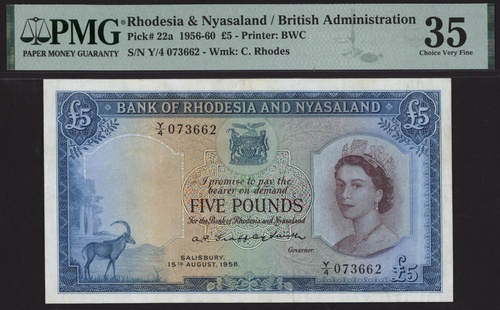 PMG
PAPER MONEY GUARANTY
Rhodesia & Nyasaland / British Administration
Pick# 22a 1956-60 £5 - Printer: BWC
S/N Y/4 073662 - Wmk: C. Rhodes
35
Choice Very Fine
BANK OF RHODESIA AND NYASALAND
£5
£5
Y/4 073662
I promise to pay the
bearer on demand
FIVE POUNDS
For the Bank of Rhodesia and Nyasaland
Governor
SALISBURY.
15TH AUGUST, 1958.
Y/4 073662
£5